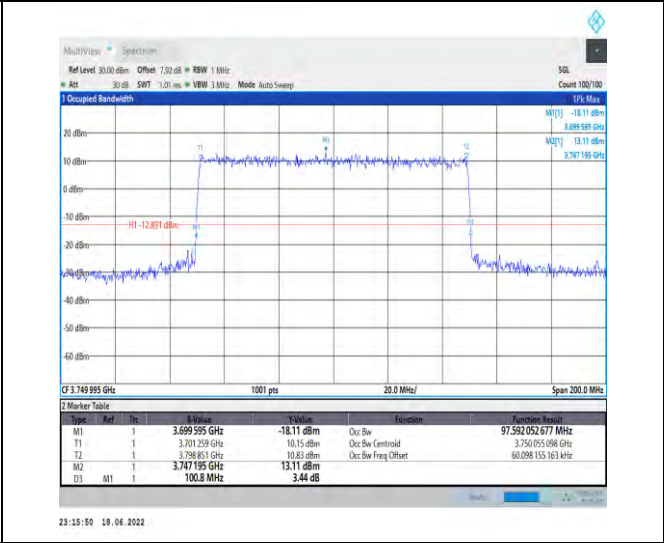 MultiView Spectrum
Ref Level 30.00 dBm Offset 7.92 dB RBW 1 MHz SGL
Att 30 dB SWT 1.01 ms VBW 3 MHz Mode Auto Sweep Count 100/100
1 Occupied Bandwidth 1Pk Max
M1[1] -18.11 dBm
3.699 595 GHz
M2[1] 13.11 dBm
3.747 195 GHz
20 dBm
T1 M2 T2
10 dBm
0 dBm
-10 dBm
H1 -12.891 dBm M1 D3
-20 dBm
-30 dBm
-40 dBm
-50 dBm
-60 dBm
CF 3.749 995 GHz 1001 pts 20.0 MHz/ Span 200.0 MHz
2 Marker Table
Type Ref Trc X-Value Y-Value Function Function Result
M1 1 3.699 595 GHz -18.11 dBm Occ Bw 97.592 052 677 MHz
T1 1 3.701 259 GHz 10.15 dBm Occ Bw Centroid 3.750 055 098 GHz
T2 1 3.798 851 GHz 10.83 dBm Occ Bw Freq Offset 60.098 155 163 kHz
M2 1 3.747 195 GHz 13.11 dBm
D3 M1 1 100.8 MHz 3.44 dB
23:15:50 18.06.2022